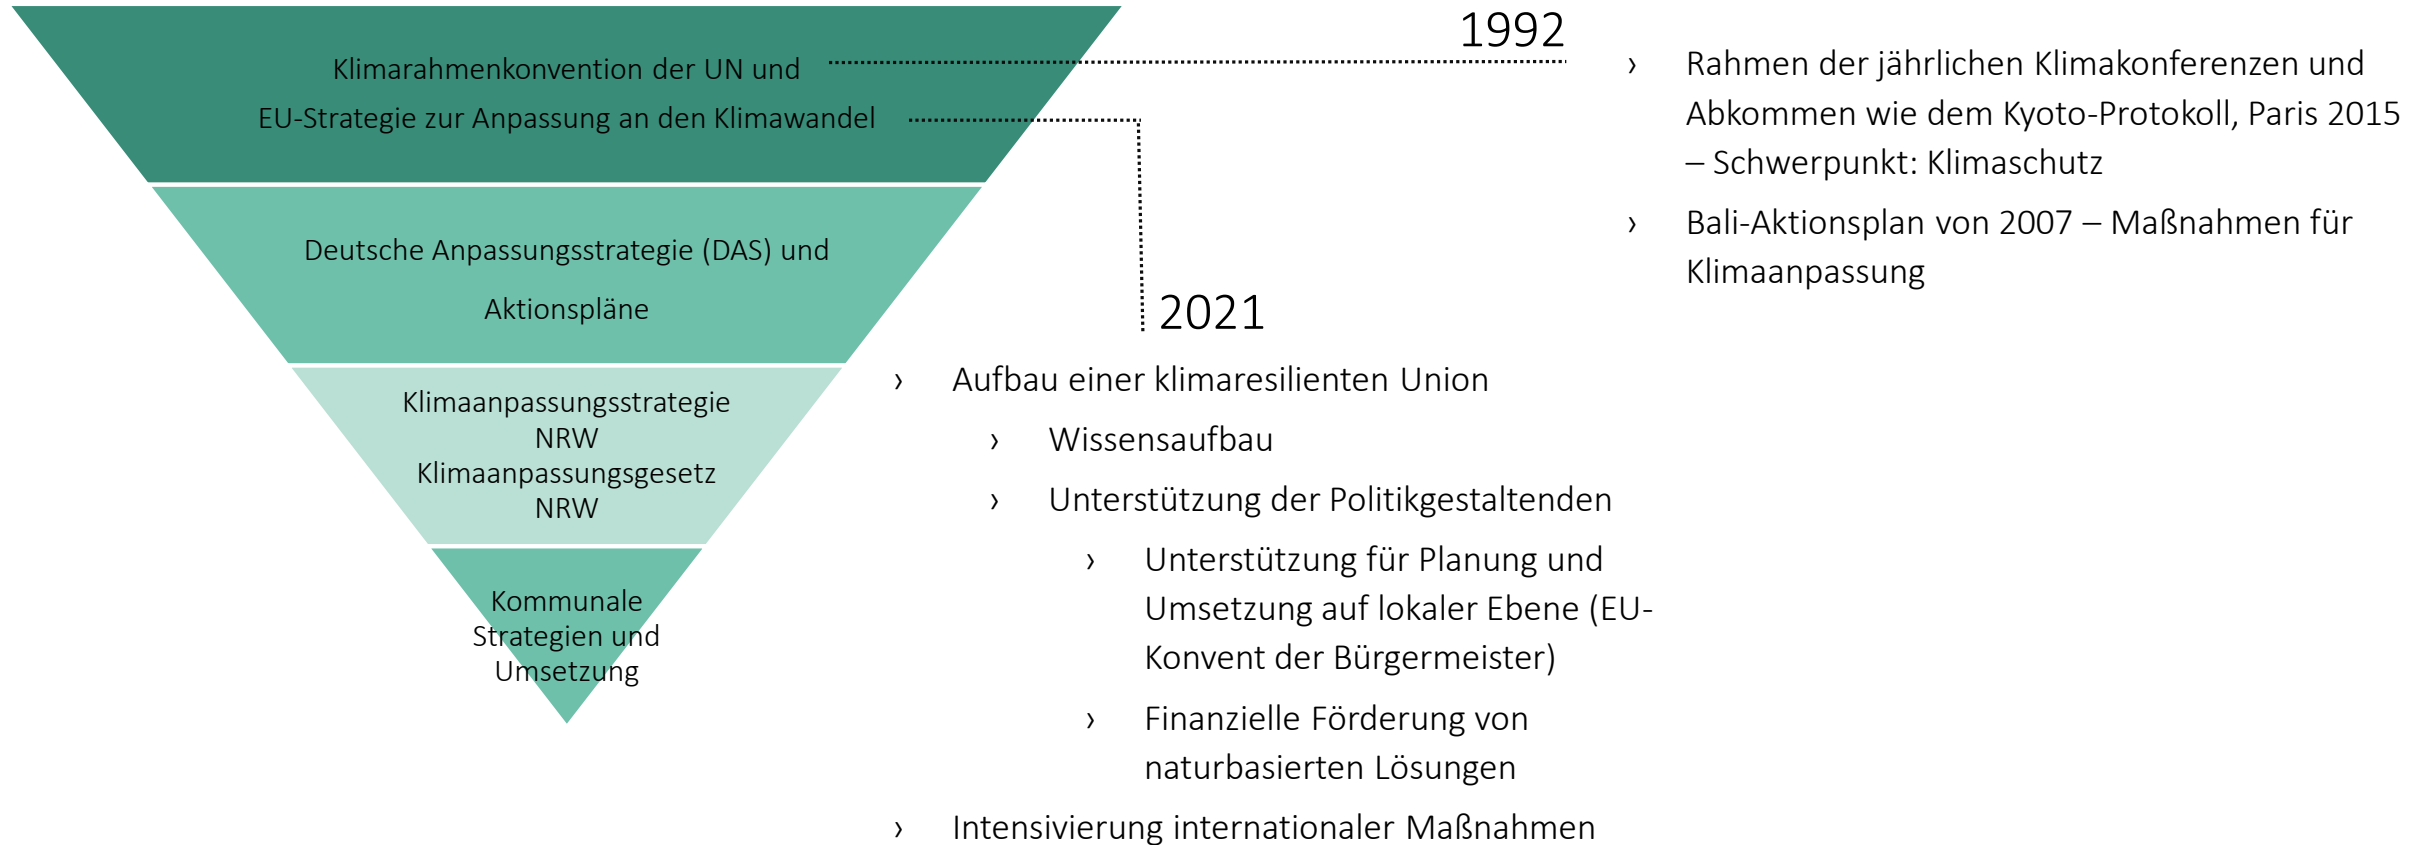 Klimarahmenkonvention der UN und
EU-Strategie zur Anpassung an den Klimawandel
Deutsche Anpassungsstrategie (DAS) und
Aktionspläne
Klimaanpassungsstrategie
NRW
Klimaanpassungsgesetz
NRW
Kommunale
Strategien und
Umsetzung
1992
› Rahmen der jährlichen Klimakonferenzen und
Abkommen wie dem Kyoto-Protokoll, Paris 2015
– Schwerpunkt: Klimaschutz
› Bali-Aktionsplan von 2007 – Maßnahmen für
Klimaanpassung
2021
› Aufbau einer klimaresilienten Union
› Wissensaufbau
› Unterstützung der Politikgestaltenden
› Unterstützung für Planung und
Umsetzung auf lokaler Ebene (EU-
Konvent der Bürgermeister)
› Finanzielle Förderung von
naturbasierten Lösungen
› Intensivierung internationaler Maßnahmen